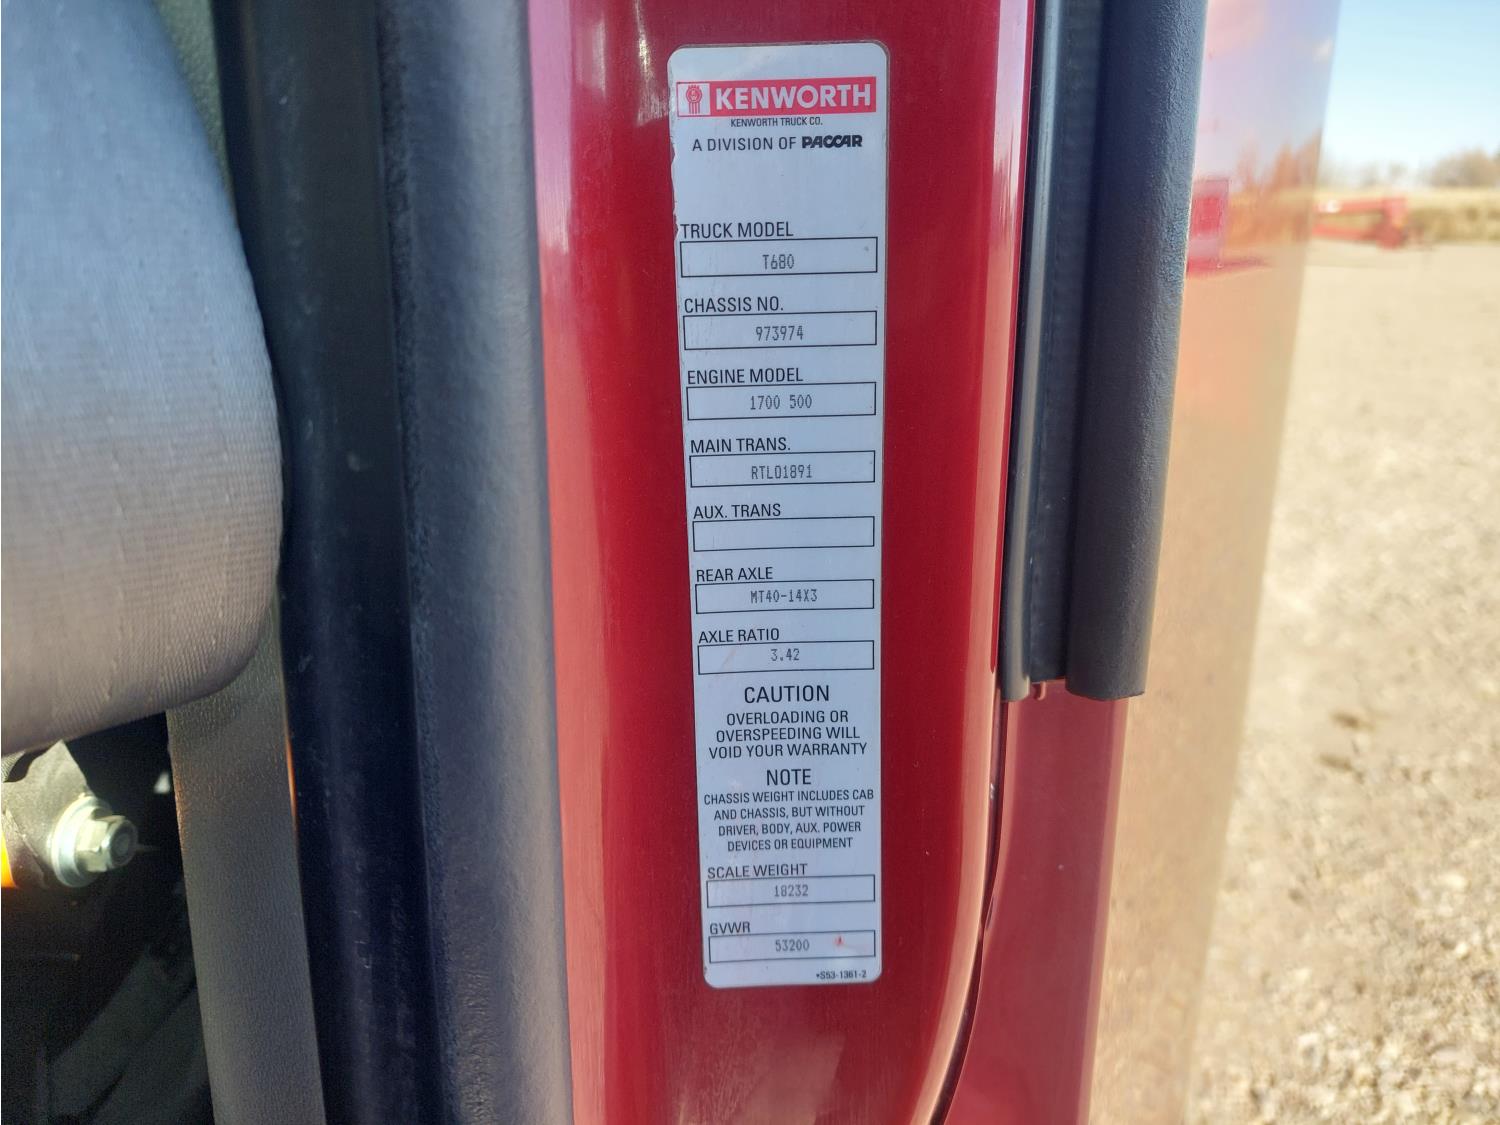 KENWORTH
KENWORTH TRUCK CO.
A DIVISION OF PACCAR
TRUCK MODEL
T680
CHASSIS NO.
973974
ENGINE MODEL
1700 500
MAIN TRANS.
RTLO1891
AUX. TRANS
REAR AXLE
MT40-14X3
AXLE RATIO
3.42
CAUTION
OVERLOADING OR
OVERSPEEDING WILL
VOID YOUR WARRANTY
NOTE
CHASSIS WEIGHT INCLUDES CAB
AND CHASSIS, BUT WITHOUT
DRIVER, BODY, AUX. POWER
DEVICES OR EQUIPMENT
SCALE WEIGHT
18232
GVWR
53200
*S53-1361-2